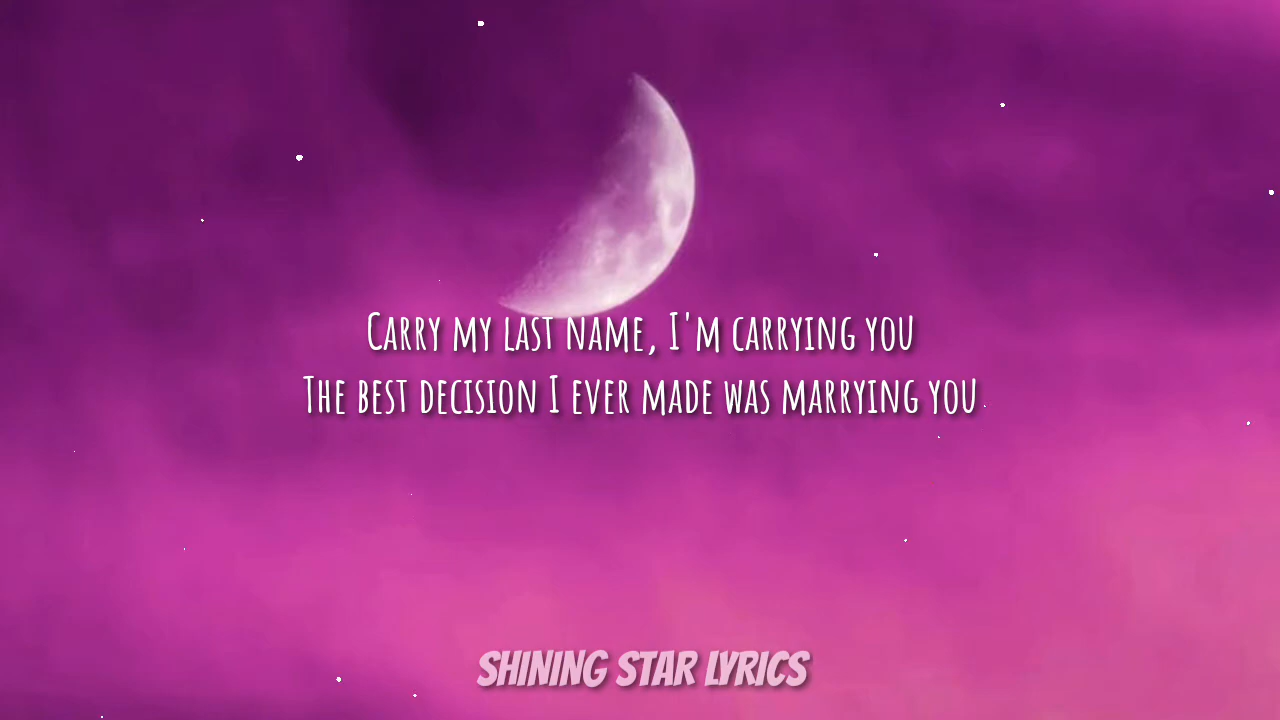 Carry my last name, I'm carrying you
The best decision I ever made was marrying you
SHINING STAR LYRICS